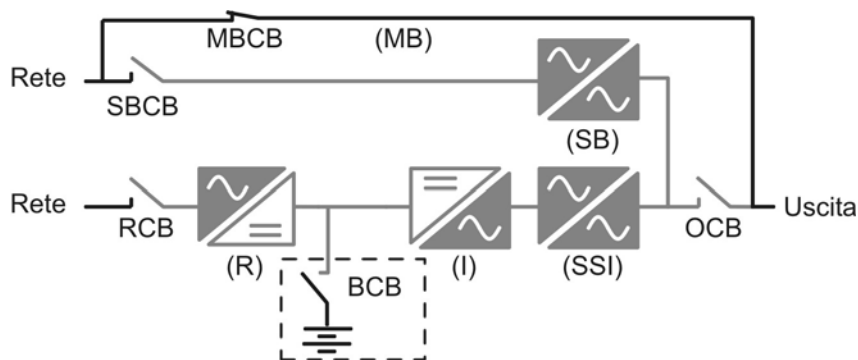 MBCB (MB)
Rete
SBCB
(SB)
Rete
RCB
OCB
Uscita
(R)
BCB
(I)
(SSI)